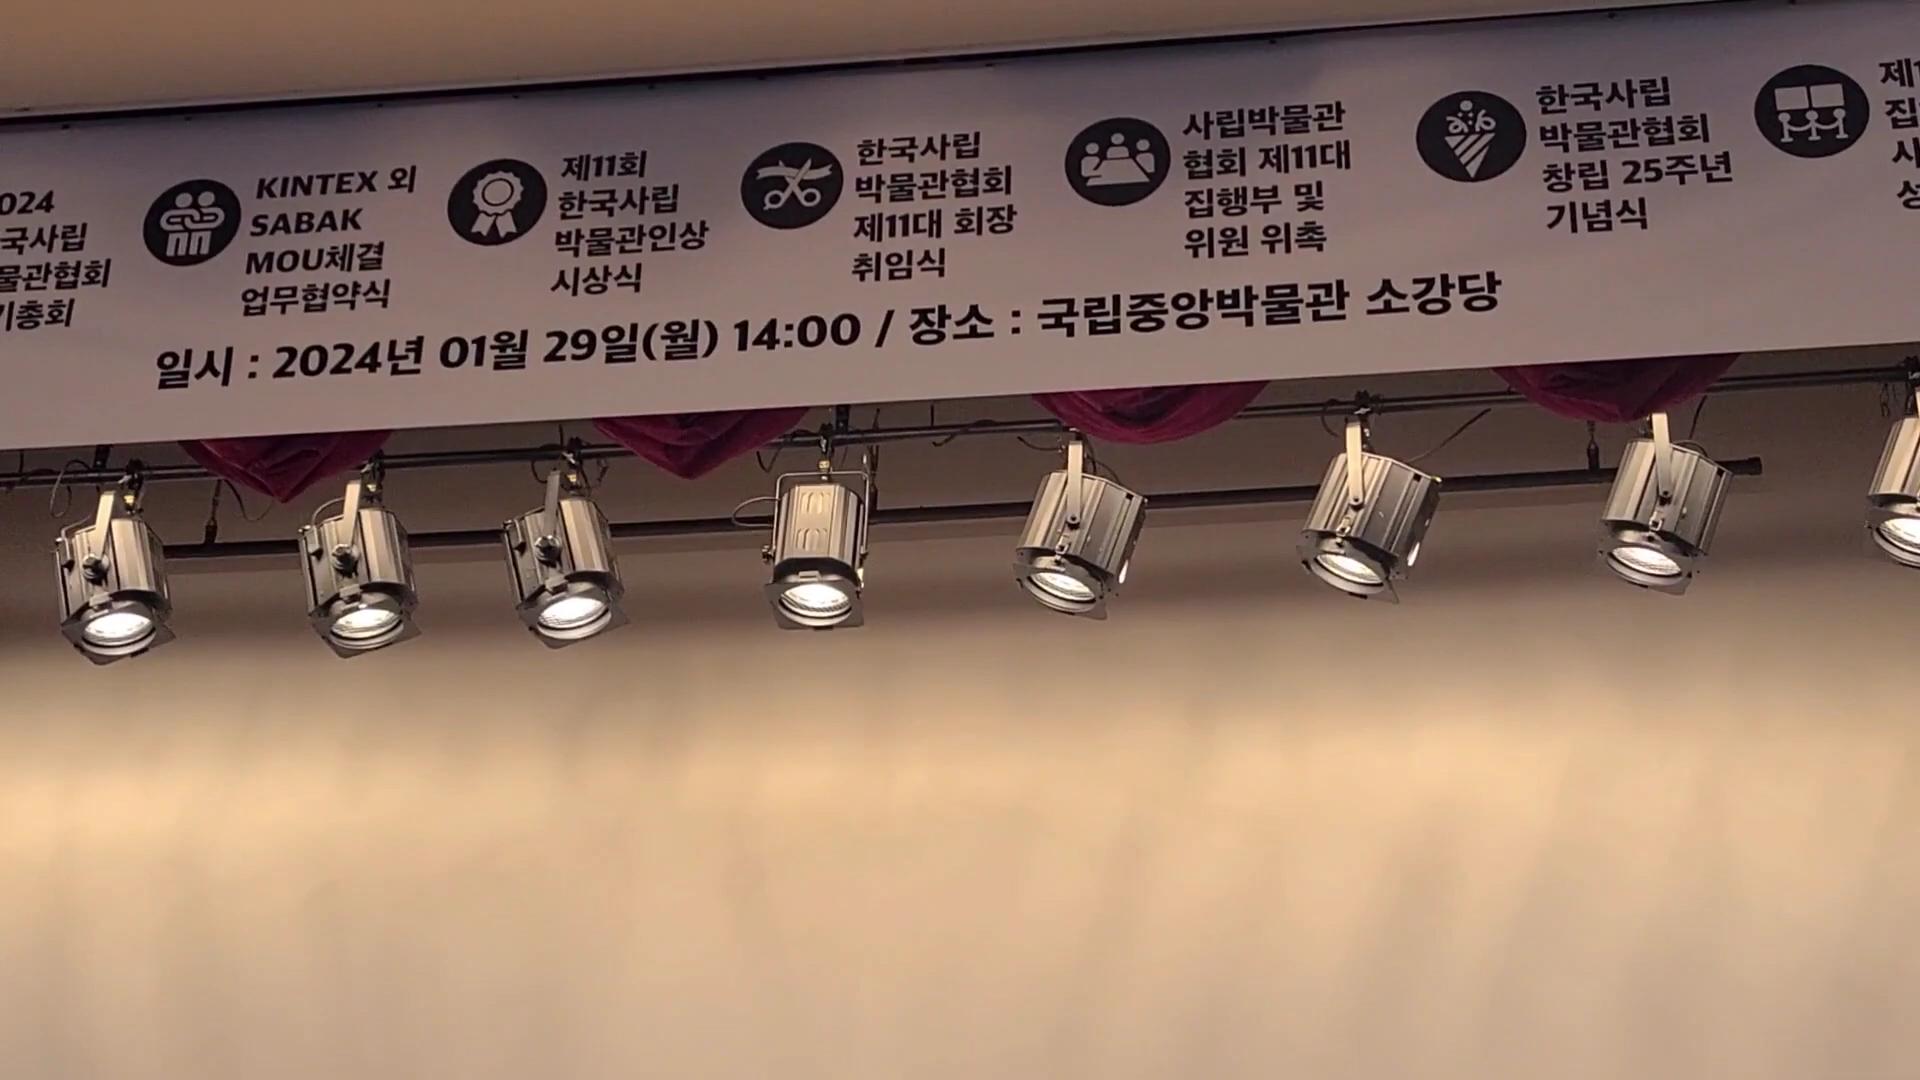 024
국사립
물관협회
기총회
KINTEX 외
SABAK
MOU체결
업무협약식
제11회
한국사립
박물관인상
시상식
한국사립
박물관협회
제11대 회장
취임식
사립박물관
협회 제11대
집행부 및
위원 위촉
한국사립
박물관협회
창립 25주년
기념식
일시 : 2024년 01월 29일(월) 14:00 / 장소 : 국립중앙박물관 소강당